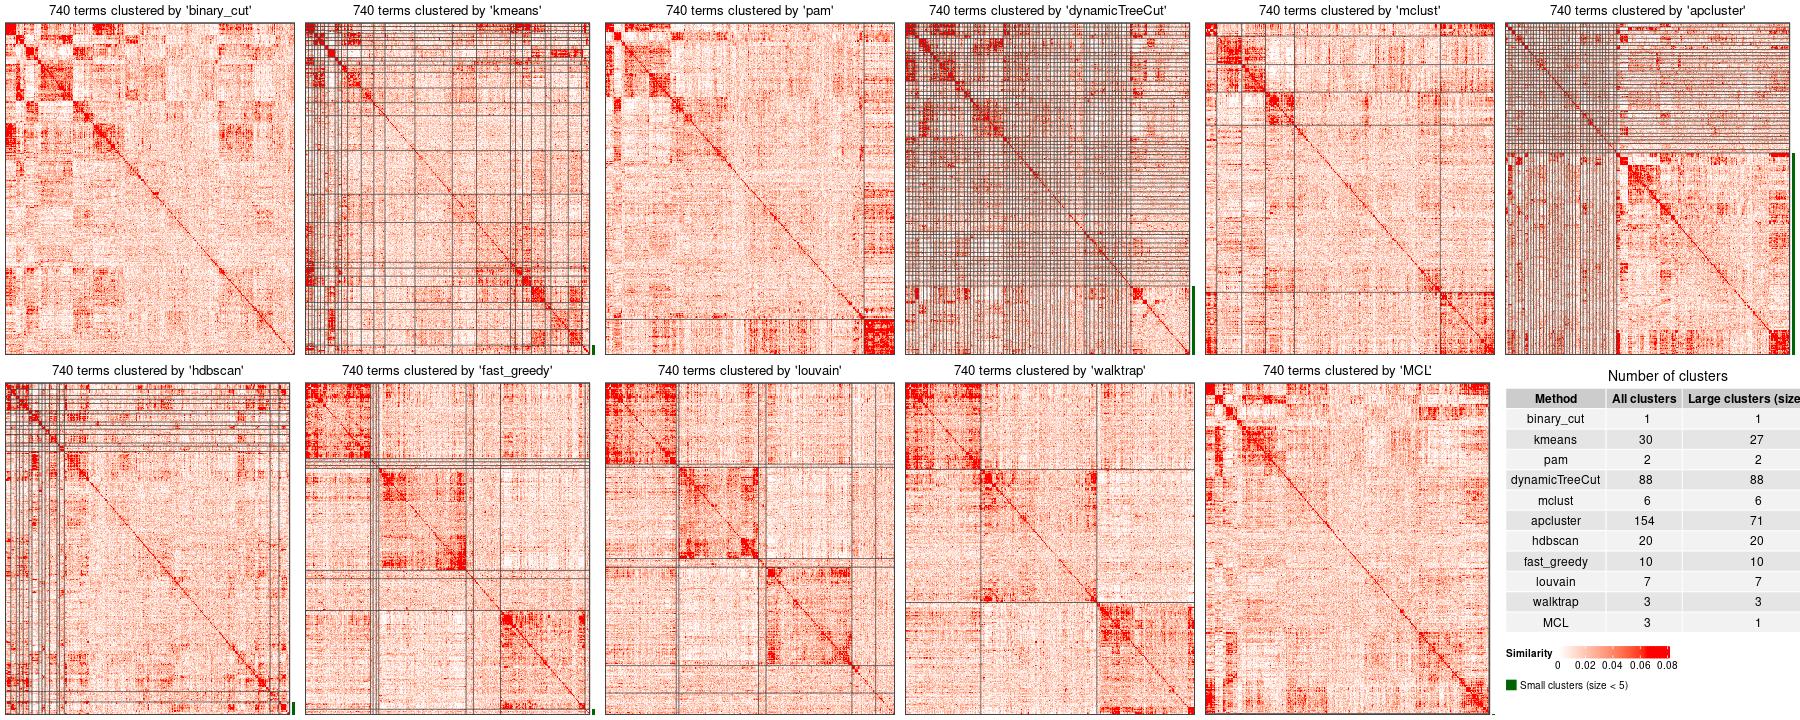 740 terms clustered by 'binary_cut'
740 terms clustered by 'kmeans'
740 terms clustered by 'pam'
740 terms clustered by 'dynamicTreeCut'
740 terms clustered by 'mclust'
740 terms clustered by 'apcluster'
740 terms clustered by 'hdbscan'
740 terms clustered by 'fast_greedy'
740 terms clustered by 'louvain'
740 terms clustered by 'walktrap'
740 terms clustered by 'MCL'
Number of clusters
Method All clusters Large clusters (size
binary_cut 1 1
kmeans 30 27
pam 2 2
dynamicTreeCut 88 88
mclust 6 6
apcluster 154 71
hdbscan 20 20
fast_greedy 10 10
louvain 7 7
walktrap 3 3
MCL 3 1
Similarity
0 0.02 0.04 0.06 0.08
Small clusters (size < 5)